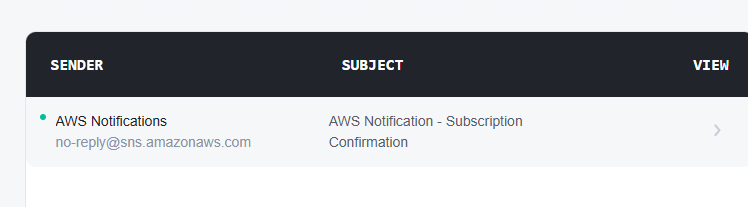 SENDER SUBJECT VIEW
AWS Notifications AWS Notification - Subscription
no-reply@sns.amazonaws.com Confirmation